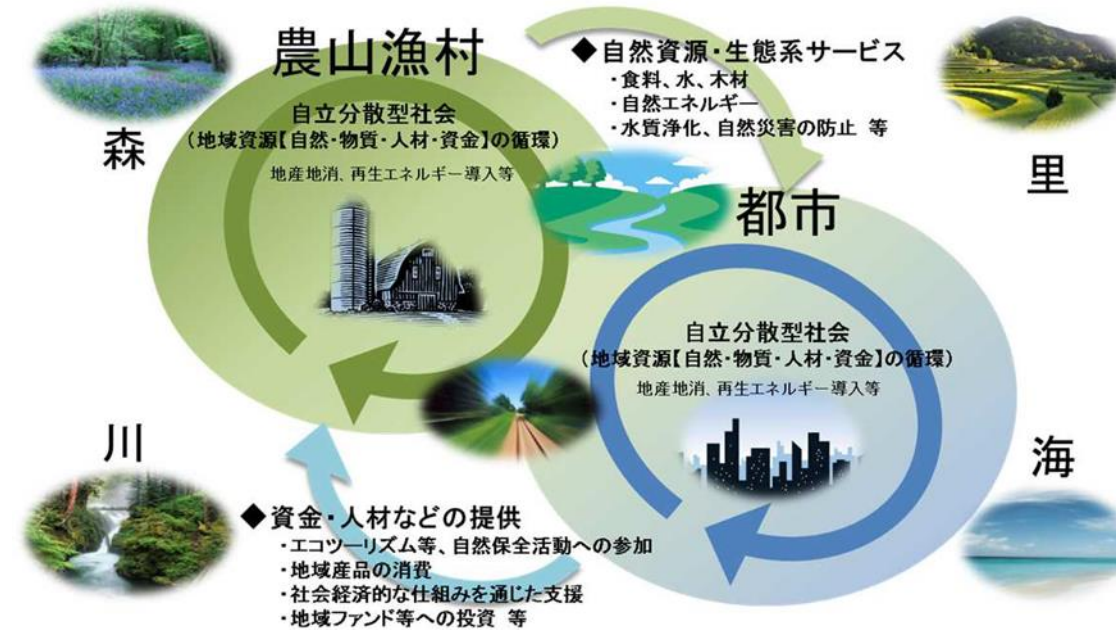 農山漁村
自立分散型社会
(地域資源【自然・物質・人材・資金】の循環)
地産地消、再生エネルギー導入等
森
◆自然資源・生態系サービス
・食料、水、木材
・自然エネルギー
・水質浄化、自然災害の防止 等
里
都市
自立分散型社会
(地域資源【自然・物質・人材・資金】の循環)
地産地消、再生エネルギー導入等
川
海
◆資金・人材などの提供
・エコツーリズム等、自然保全活動への参加
・地域産品の消費
・社会経済的な仕組みを通じた支援
・地域ファンド等への投資 等